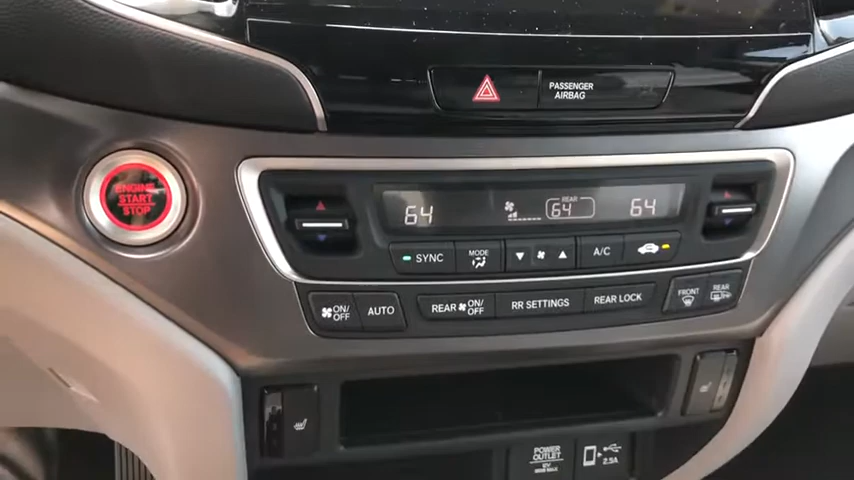 PASSENGER
AIRBAG
ENGINE
START
STOP
64
REAR
64
64
SYNC
MODE
A/C
ON
OFF
AUTO
REAR
ON
OFF
RR SETTINGS
REAR LOCK
FRONT
REAR
POWER
OUTLET
12V
2.5A